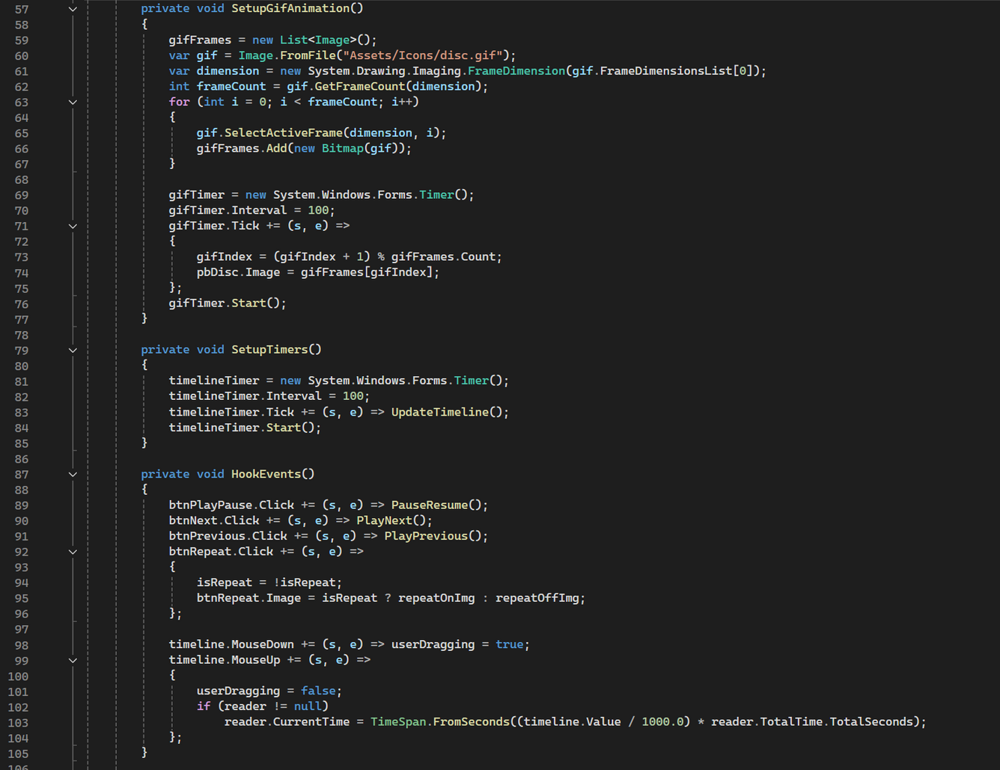 57 private void SetupGifAnimation()
58 {
59 gifFrames = new List<Image>();
60 var gif = Image.FromFile("Assets/Icons/disc.gif");
61 var dimension = new System.Drawing.Imaging.FrameDimension(gif.FrameDimensionsList[0]);
62 int frameCount = gif.GetFrameCount(dimension);
63 for (int i = 0; i < frameCount; i++)
64 {
65 gif.SelectActiveFrame(dimension, i);
66 gifFrames.Add(new Bitmap(gif));
67 }
68
69 gifTimer = new System.Windows.Forms.Timer();
70 gifTimer.Interval = 100;
71 gifTimer.Tick += (s, e) =>
72 {
73 gifIndex = (gifIndex + 1) % gifFrames.Count;
74 pbDisc.Image = gifFrames[gifIndex];
75 };
76 gifTimer.Start();
77 }
78
79 private void SetupTimers()
80 {
81 timelineTimer = new System.Windows.Forms.Timer();
82 timelineTimer.Interval = 100;
83 timelineTimer.Tick += (s, e) => UpdateTimeline();
84 timelineTimer.Start();
85 }
86
87 private void HookEvents()
88 {
89 btnPlayPause.Click += (s, e) => PauseResume();
90 btnNext.Click += (s, e) => PlayNext();
91 btnPrevious.Click += (s, e) => PlayPrevious();
92 btnRepeat.Click += (s, e) =>
93 {
94 isRepeat = !isRepeat;
95 btnRepeat.Image = isRepeat ? repeatOnImg : repeatOffImg;
96 };
97
98 timeline.MouseDown += (s, e) => userDragging = true;
99 timeline.MouseUp += (s, e) =>
100 {
101 userDragging = false;
102 if (reader != null)
103 reader.CurrentTime = TimeSpan.FromSeconds((timeline.Value / 1000.0) * reader.TotalTime.TotalSeconds);
104 };
105 }
106